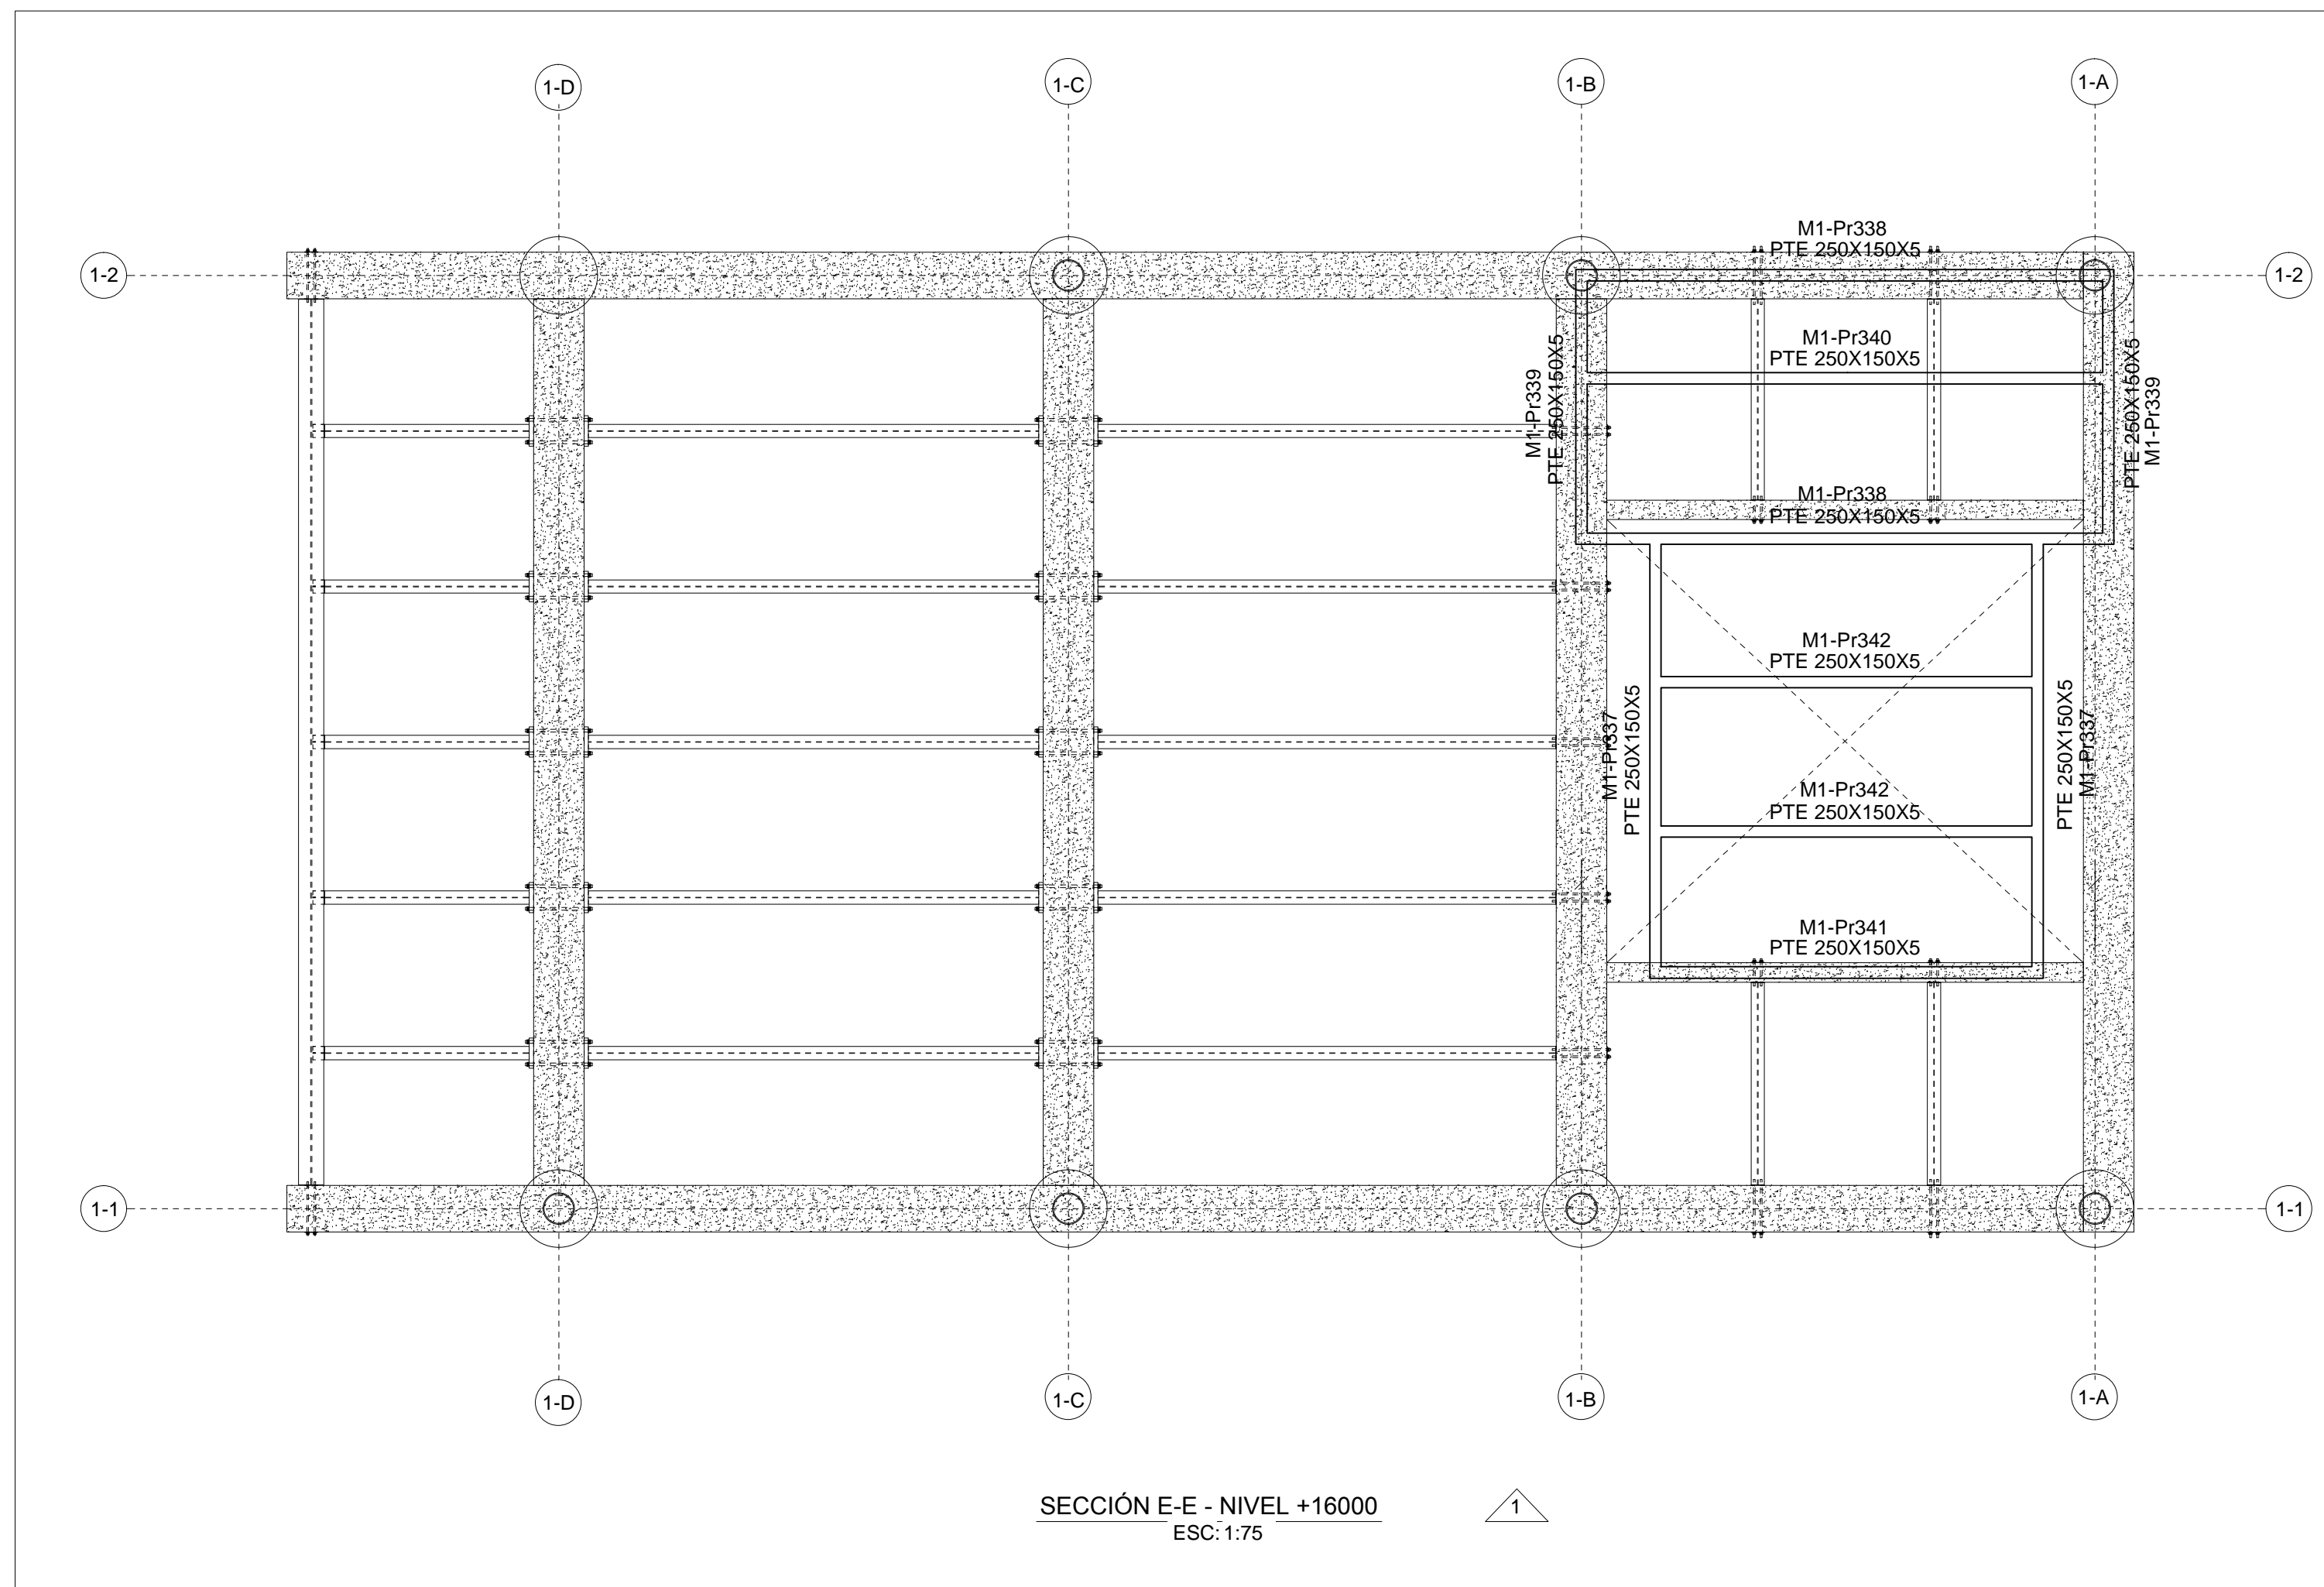 1-D
1-C
1-B
1-A
1-2
1-2
M1-Pr338
PTE 250X150X5
M1-Pr340
PTE 250X150X5
M1-Pr339
PTE 250X150X5
PTE 250X150X5
M1-Pr339
M1-Pr338
PTE 250X150X5
M1-Pr342
PTE 250X150X5
M1-Pr337
PTE 250X150X5
PTE 250X150X5
M1-Pr337
M1-Pr342
PTE 250X150X5
M1-Pr341
PTE 250X150X5
1-1
1-1
1-D
1-C
1-B
1-A
SECCIÓN E-E - NIVEL +16000
ESC: 1:75
1